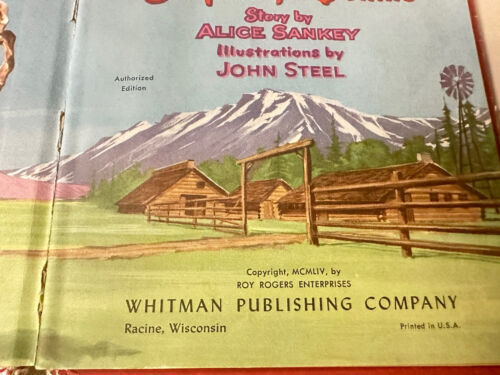 Story by
ALICE SANKEY
Illustrations by
JOHN STEEL
Authorized
Edition
Copyright, MCMLIV, by
ROY ROGERS ENTERPRISES
WHITMAN PUBLISHING COMPANY
Racine, Wisconsin
Printed in U.S.A.